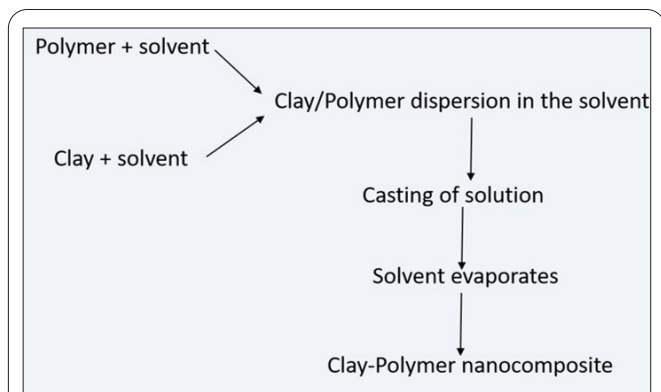 Polymer + solvent
Clay/Polymer dispersion in the solvent
Clay + solvent
Casting of solution
Solvent evaporates
Clay-Polymer nanocomposite